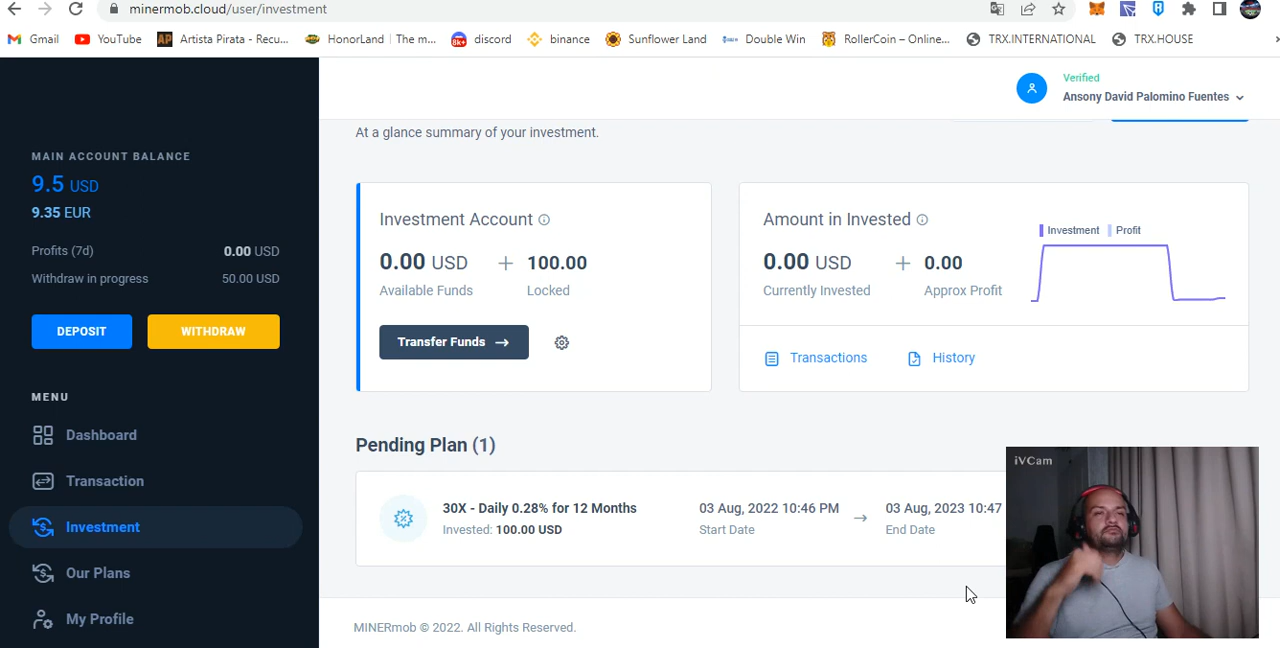 minermob.cloud/user/investment
Gmail YouTube Artista Pirata - Recu... HonorLand | The m... discord binance Sunflower Land Double Win RollerCoin – Online... TRX.INTERNATIONAL TRX.HOUSE
Verified
Ansony David Palomino Fuentes
MAIN ACCOUNT BALANCE
9.5 USD
9.35 EUR
Profits (7d) 0.00 USD
Withdraw in progress 50.00 USD
DEPOSIT WITHDRAW
MENU
Dashboard
Transaction
Investment
Our Plans
My Profile
At a glance summary of your investment.
Investment Account
0.00 USD + 100.00
Available Funds Locked
Transfer Funds →
Amount in Invested
0.00 USD + 0.00
Currently Invested Approx Profit
Investment Profit
Transactions History
Pending Plan (1)
30X - Daily 0.28% for 12 Months
Invested: 100.00 USD
03 Aug, 2022 10:46 PM → 03 Aug, 2023 10:47
Start Date End Date
iVCam
MINERmob © 2022. All Rights Reserved.